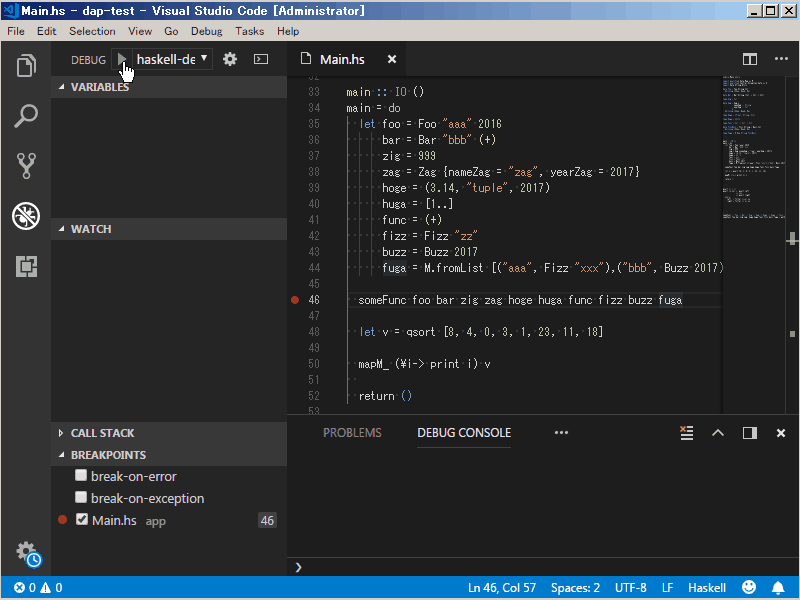 Main.hs - dap-test - Visual Studio Code [Administrator]
File Edit Selection View Go Debug Tasks Help
DEBUG haskell-de
Main.hs
VARIABLES
WATCH
CALL STACK
BREAKPOINTS
break-on-error
break-on-exception
Main.hs app 46
33 main :: IO ()
34 main = do
35 let foo = Foo "aaa" 2016
36 bar = Bar "bbb" (+)
37 zig = 999
38 zag = Zag {nameZag = "zag", yearZag = 2017}
39 hoge = (3.14, "tuple", 2017)
40 huga = [1..]
41 func = (+)
42 fizz = Fizz "zz"
43 buzz = Buzz 2017
44 fuga = M.fromList [("aaa", Fizz "xxx"),("bbb", Buzz 2017)
45
46 someFunc foo bar zig zag hoge huga func fizz buzz fuga
47
48 let v = qsort [8, 4, 0, 3, 1, 23, 11, 18]
49
50 mapM_ (¥i-> print i) v
51
52 return ()
53
PROBLEMS DEBUG CONSOLE
0 0 Ln 46, Col 57 Spaces: 2 UTF-8 LF Haskell